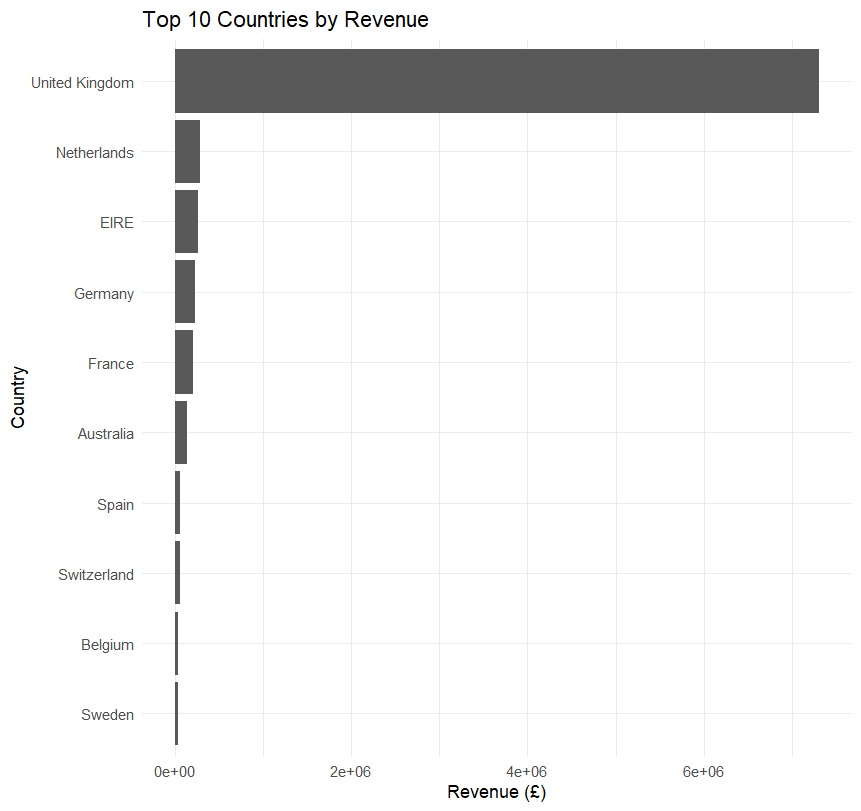 Top 10 Countries by Revenue
United Kingdom
Netherlands
EIRE
Germany
France
Australia
Spain
Switzerland
Belgium
Sweden
Country
0e+00 2e+06 4e+06 6e+06
Revenue (£)